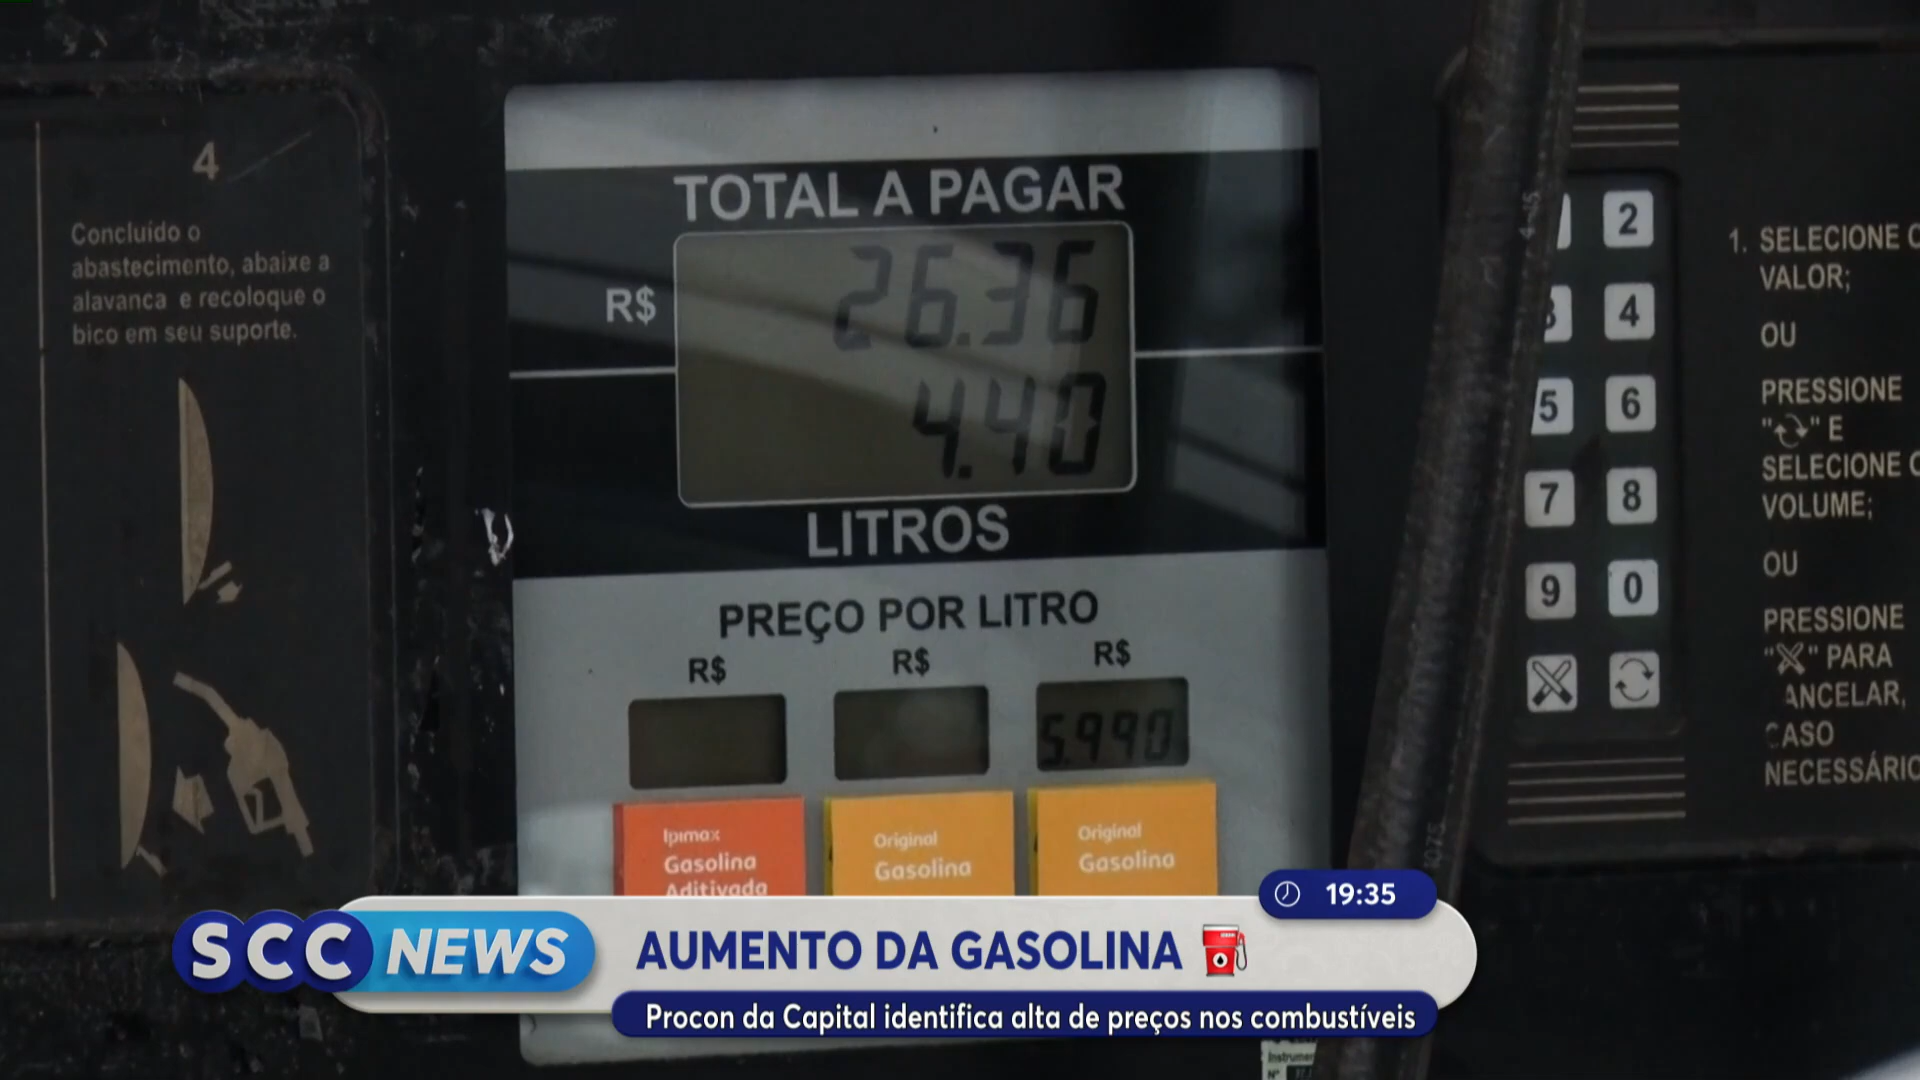 4
Concluído o
abastecimento, abaixe a
alavanca e recoloque o
bico em seu suporte.
TOTAL A PAGAR
R$ 26.36
4.40
LITROS
PREÇO POR LITRO
R$ R$ R$
5.990
Ipimax
Gasolina
Aditivada
Original
Gasolina
Original
Gasolina
2
4
5 6
7 8
9 0
1. SELECIONE
VALOR;
OU
PRESSIONE
" " E
SELECIONE
VOLUME;
OU
PRESSIONE
" " PARA
ANCELAR,
CASO
NECESSÁRIO
19:35
SCC NEWS
AUMENTO DA GASOLINA
Procon da Capital identifica alta de preços nos combustíveis